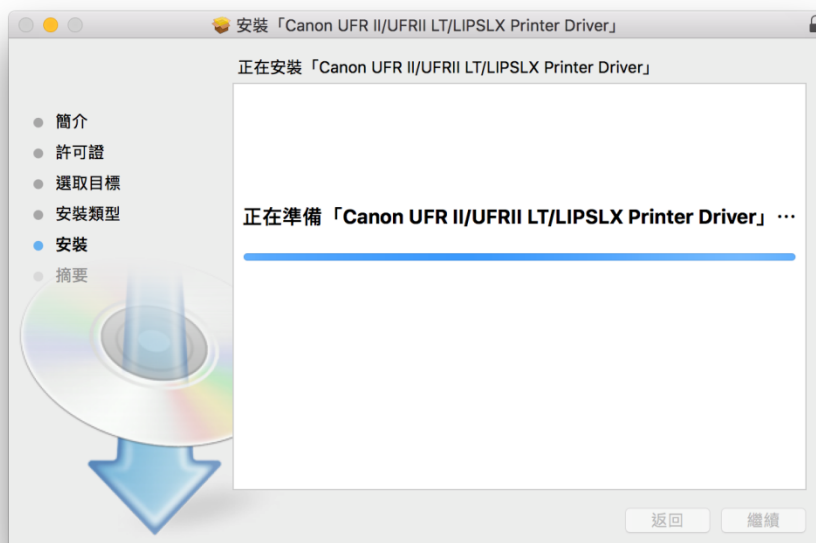 安裝「Canon UFR II/UFRII LT/LIPSLX Printer Driver」
正在安裝「Canon UFR II/UFRII LT/LIPSLX Printer Driver」
簡介
許可證
選取目標
安裝類型
安裝
摘要
正在準備「Canon UFR II/UFRII LT/LIPSLX Printer Driver」⋯
返回
繼續